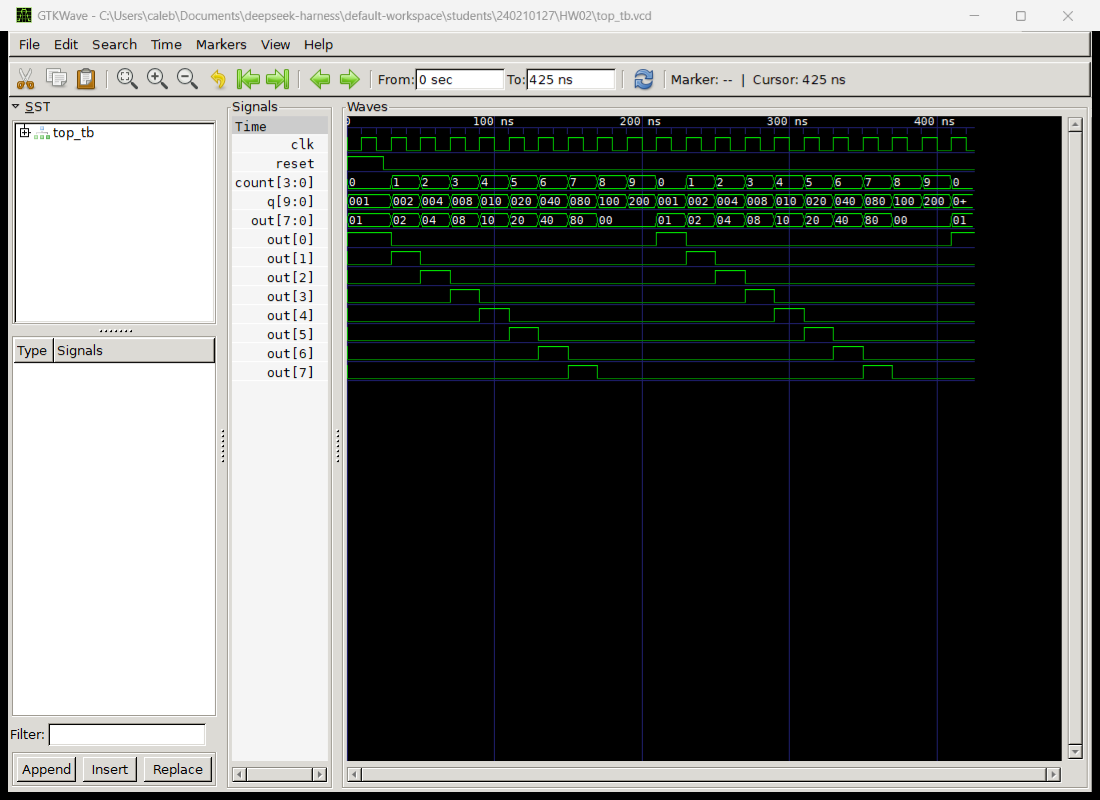 GTKWave - C:\Users\caleb\Documents\deepseek-harness\default-workspace\students\240210127\HW02\top_tb.vcd
File Edit Search Time Markers View Help
From: 0 sec To: 425 ns Marker: -- | Cursor: 425 ns
SST
top_tb
Type Signals
Filter:
Append Insert Replace
Signals
Time
clk
reset
count[3:0]
q[9:0]
out[7:0]
out[0]
out[1]
out[2]
out[3]
out[4]
out[5]
out[6]
out[7]
Waves
0 100 ns 200 ns 300 ns 400 ns
0 1 2 3 4 5 6 7 8 9 0 1 2 3 4 5 6 7 8 9 0
001 002 004 008 010 020 040 080 100 200 001 002 004 008 010 020 040 080 100 200 0+
01 02 04 08 10 20 40 80 00 01 02 04 08 10 20 40 80 00 01